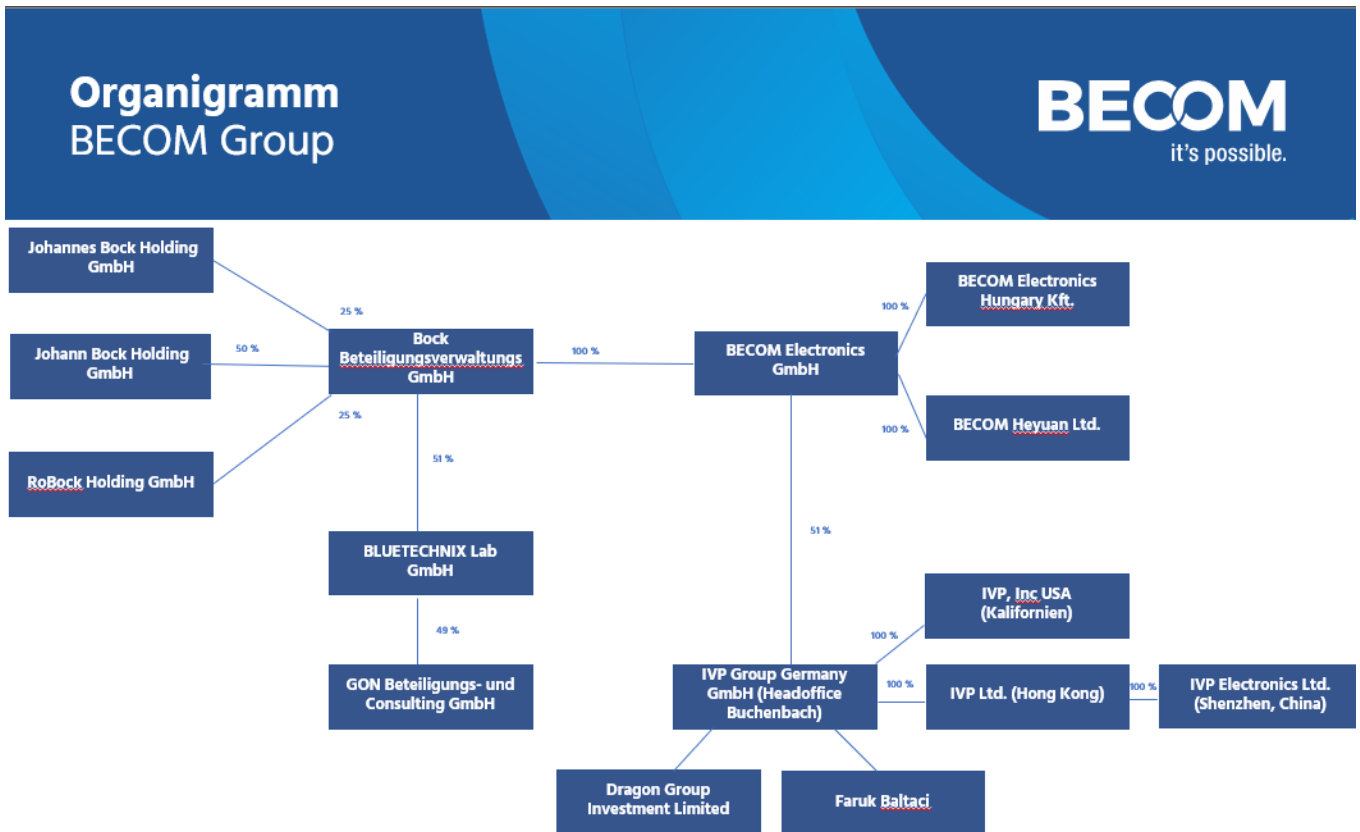 Organigramm
BECOM Group
BECOM
it's possible.
Johannes Bock Holding
GmbH
25 %
Johann Bock Holding
GmbH
50 %
Bock
Beteiligungsverwaltungs
GmbH
100 %
BECOM Electronics
GmbH
100 %
BECOM Electronics
Hungary Kft.
25 %
RoBock Holding GmbH
100 %
BECOM Heyuan Ltd.
51 %
51 %
BLUETECHNIX Lab
GmbH
49 %
GON Beteiligungs- und
Consulting GmbH
IVP Group Germany
GmbH (Headoffice
Buchenbach)
100 %
IVP, Inc USA
(Kalifornien)
100 %
IVP Ltd. (Hong Kong)
100 %
IVP Electronics Ltd.
(Shenzhen, China)
Dragon Group
Investment Limited
Faruk Baltaci